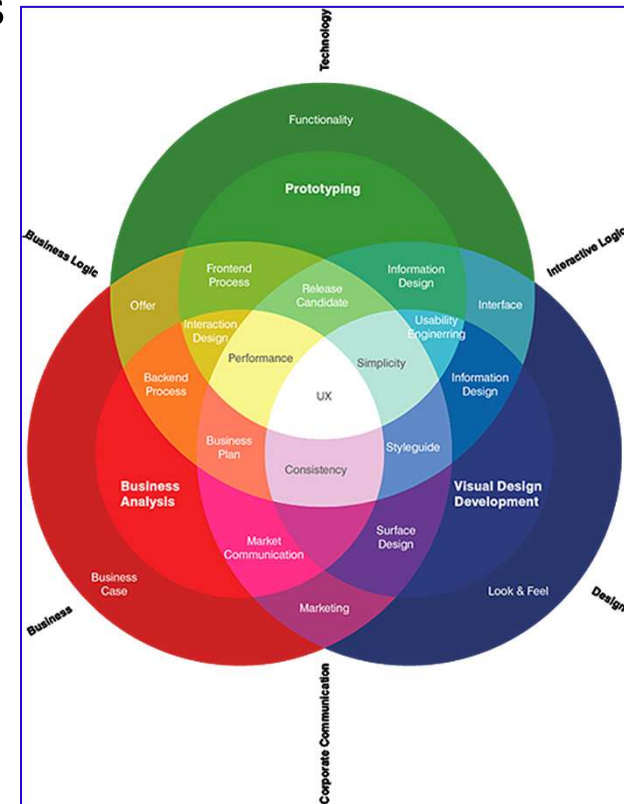 s
Technology
Functionality
Prototyping
Business Logic
Interactive Logic
Frontend
Process
Information
Design
Release
Candidate
Offer
Interface
Interaction
Design
Usability
Enginerring
Performance
Simplicity
Backend
Process
Information
Design
UX
Business
Plan
Styleguide
Consistency
Business
Analysis
Visual Design
Development
Market
Communication
Surface
Design
Business
Case
Look & Feel
Marketing
Business
Design
Corporate Communication